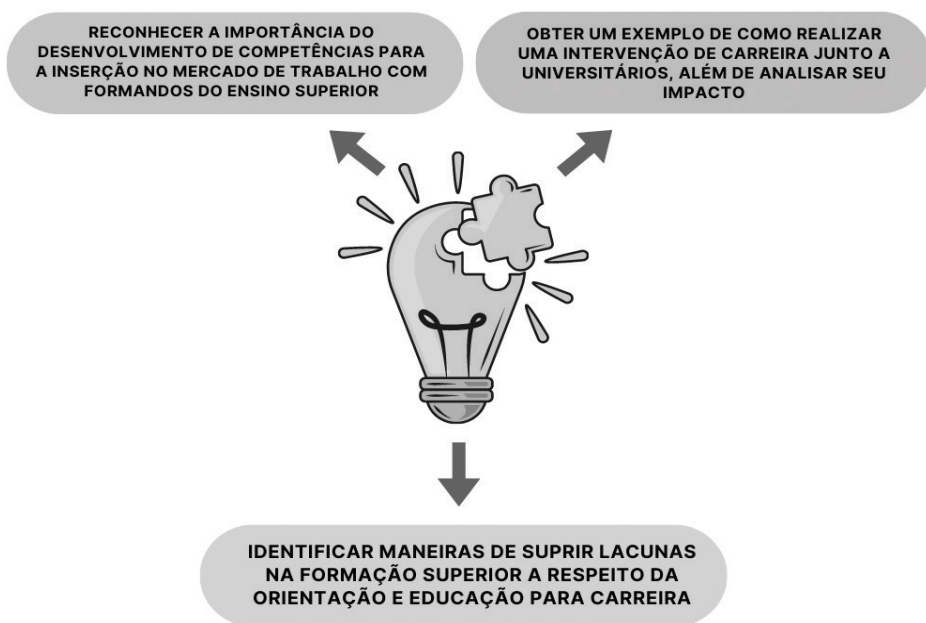 RECONHECER A IMPORTÂNCIA DO
DESENVOLVIMENTO DE COMPETÊNCIAS PARA
A INSERÇÃO NO MERCADO DE TRABALHO COM
FORMANDOS DO ENSINO SUPERIOR
OBTER UM EXEMPLO DE COMO REALIZAR
UMA INTERVENÇÃO DE CARREIRA JUNTO A
UNIVERSITÁRIOS, ALÉM DE ANALISAR SEU
IMPACTO
IDENTIFICAR MANEIRAS DE SUPRIR LACUNAS
NA FORMAÇÃO SUPERIOR A RESPEITO DA
ORIENTAÇÃO E EDUCAÇÃO PARA CARREIRA